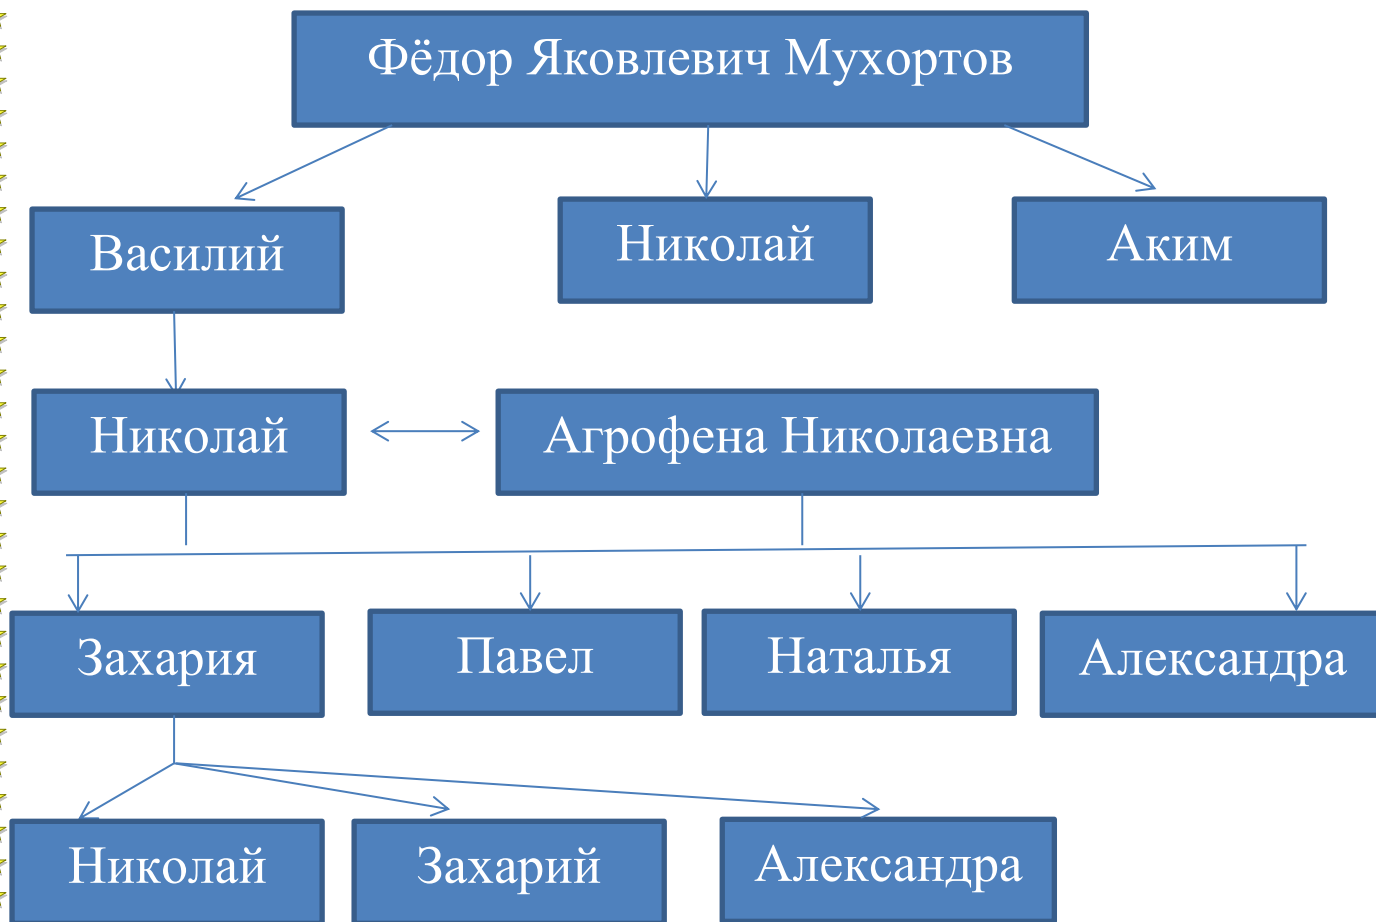 Фёдор Яковлевич Мухортов
Василий
Николай
Аким
Николай
Агрофена Николаевна
Захария
Павел
Наталья
Александра
Николай
Захарий
Александра